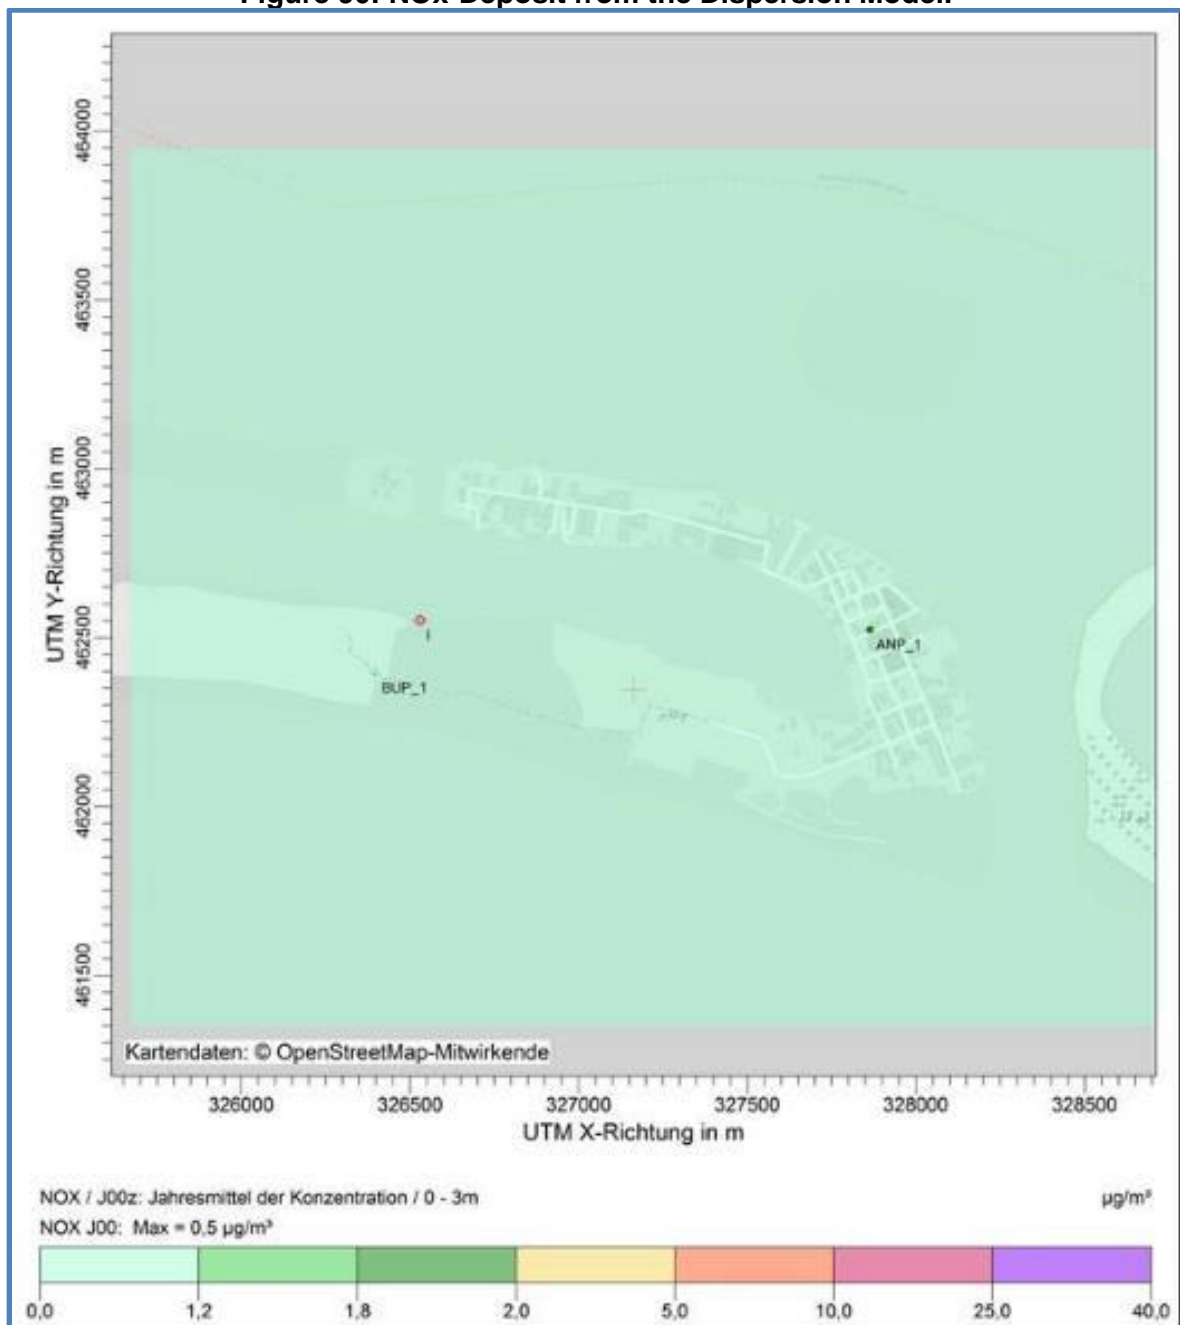 Figure 50: NOx-Deposit from the Dispersion Modell
464000
463500
463000
462500
462000
461500
UTM Y-Richtung in m
ANP_1
BUP_1
Kartendaten: © OpenStreetMap-Mitwirkende
326000 326500 327000 327500 328000 328500
UTM X-Richtung in m
NOX / J00z: Jahresmittel der Konzentration / 0 - 3m µg/m³
NOX J00: Max = 0,5 µg/m³
0,0 1,2 1,8 2,0 5,0 10,0 25,0 40,0